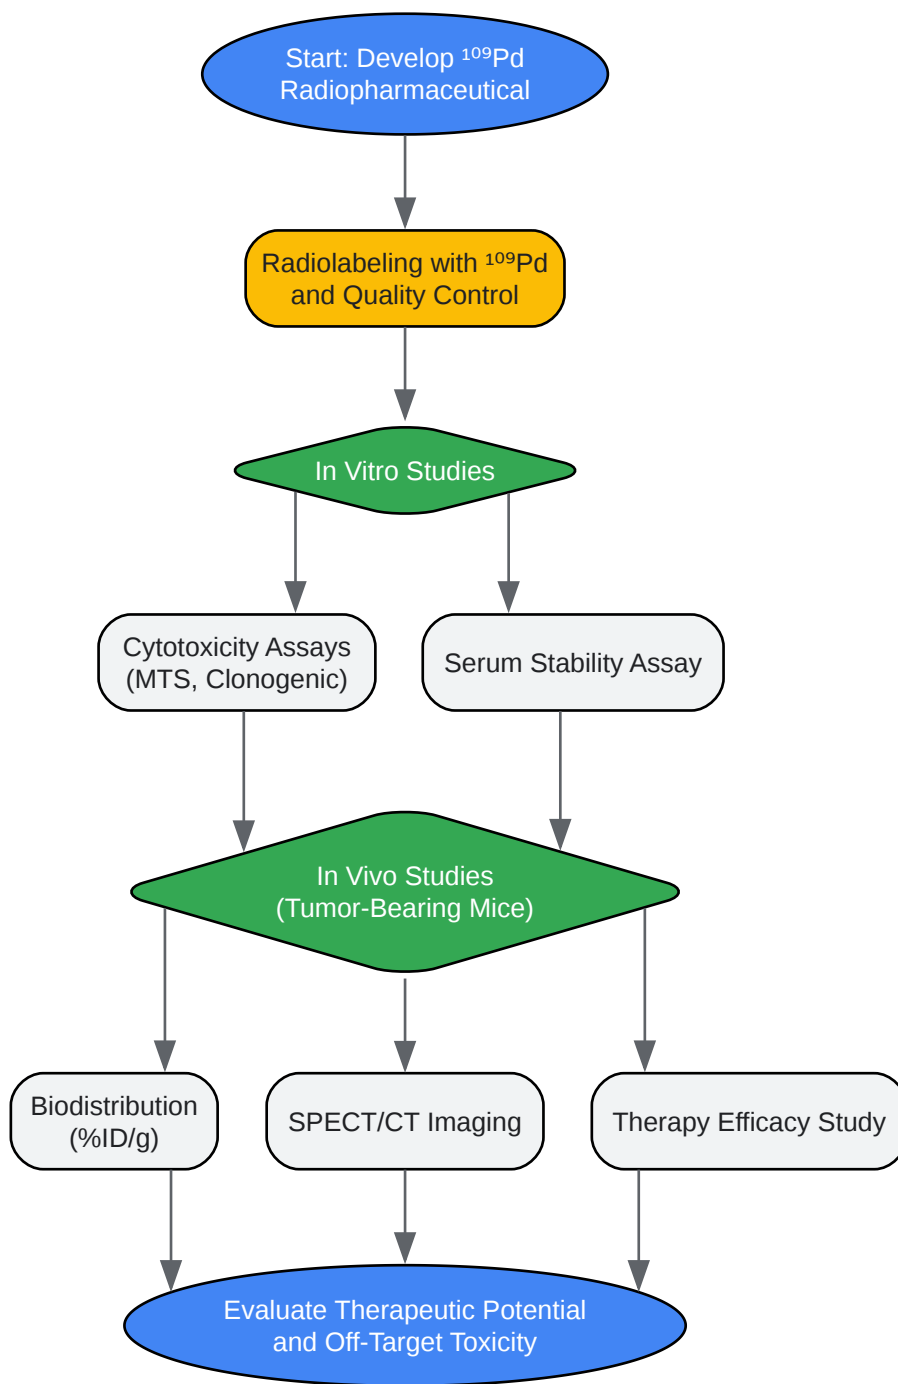 Start: Develop ¹⁰⁹Pd
Radiopharmaceutical
Radiolabeling with ¹⁰⁹Pd
and Quality Control
In Vitro Studies
Cytotoxicity Assays
(MTS, Clonogenic)
Serum Stability Assay
In Vivo Studies
(Tumor-Bearing Mice)
Biodistribution
(%ID/g)
SPECT/CT Imaging
Therapy Efficacy Study
Evaluate Therapeutic Potential
and Off-Target Toxicity